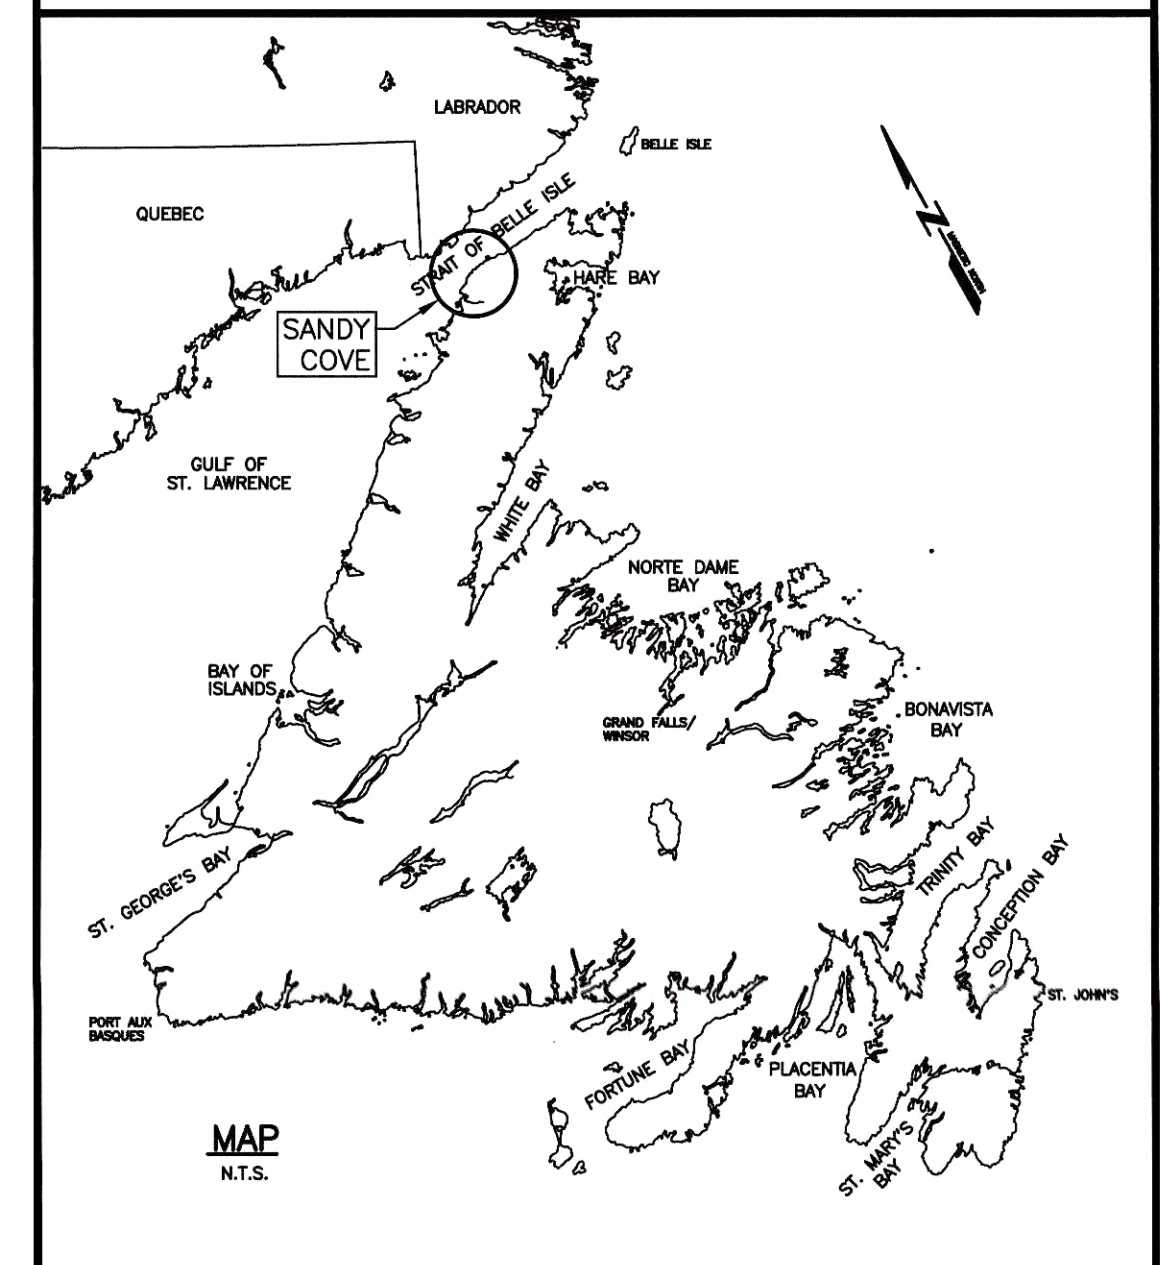 LABRADOR
BELLE ISLE
QUEBEC
STRAIT OF BELLE ISLE
HARE BAY
SANDY
COVE
GULF OF
ST. LAWRENCE
WHITE BAY
NORTE DAME
BAY
BAY OF
ISLANDS
GRAND FALLS/
WINSOR
BONAVISTA
BAY
TRINITY BAY
CONCEPTION BAY
ST. GEORGE'S BAY
ST. JOHN'S
PORT AUX
BASQUES
FORTUNE BAY
PLACENTIA
BAY
ST. MARY'S
BAY
MAP
N.T.S.